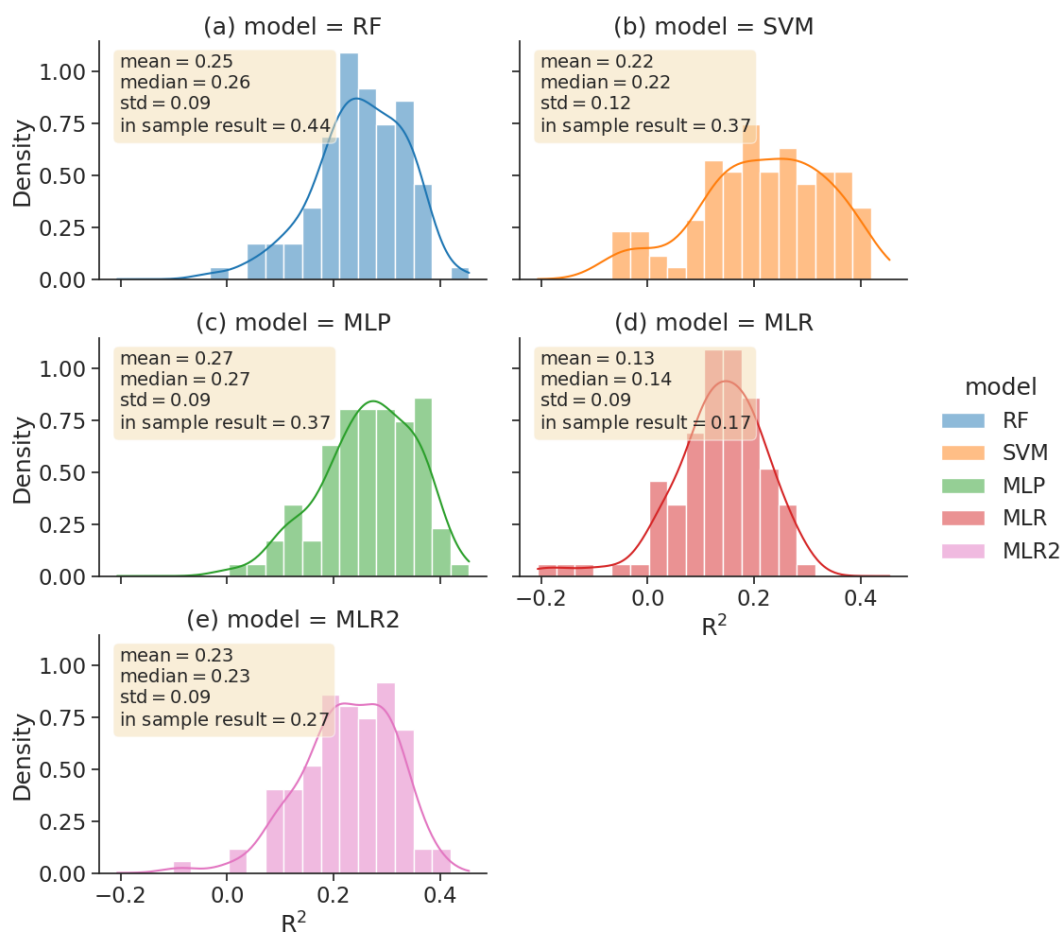 (a) model = RF
mean = 0.25
median = 0.26
std = 0.09
in sample result = 0.44
Density
1.00
0.75
0.50
0.25
0.00
(b) model = SVM
mean = 0.22
median = 0.22
std = 0.12
in sample result = 0.37
(c) model = MLP
mean = 0.27
median = 0.27
std = 0.09
in sample result = 0.37
Density
1.00
0.75
0.50
0.25
0.00
(d) model = MLR
mean = 0.13
median = 0.14
std = 0.09
in sample result = 0.17
−0.2 0.0 0.2 0.4
R²
model
RF
SVM
MLP
MLR
MLR2
(e) model = MLR2
mean = 0.23
median = 0.23
std = 0.09
in sample result = 0.27
Density
1.00
0.75
0.50
0.25
0.00
−0.2 0.0 0.2 0.4
R²